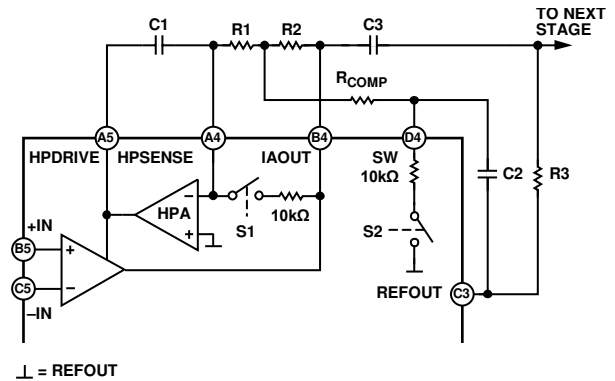 C1
R1
R2
C3
TO NEXT
STAGE
RCOMP
A5
A4
B4
D4
HPDRIVE
HPSENSE
IAOUT
SW
10kΩ
C2
R3
+IN
HPA
–
+
S1
10kΩ
S2
B5
+
C5
–
–IN
REFOUT
C3
⊥ = REFOUT